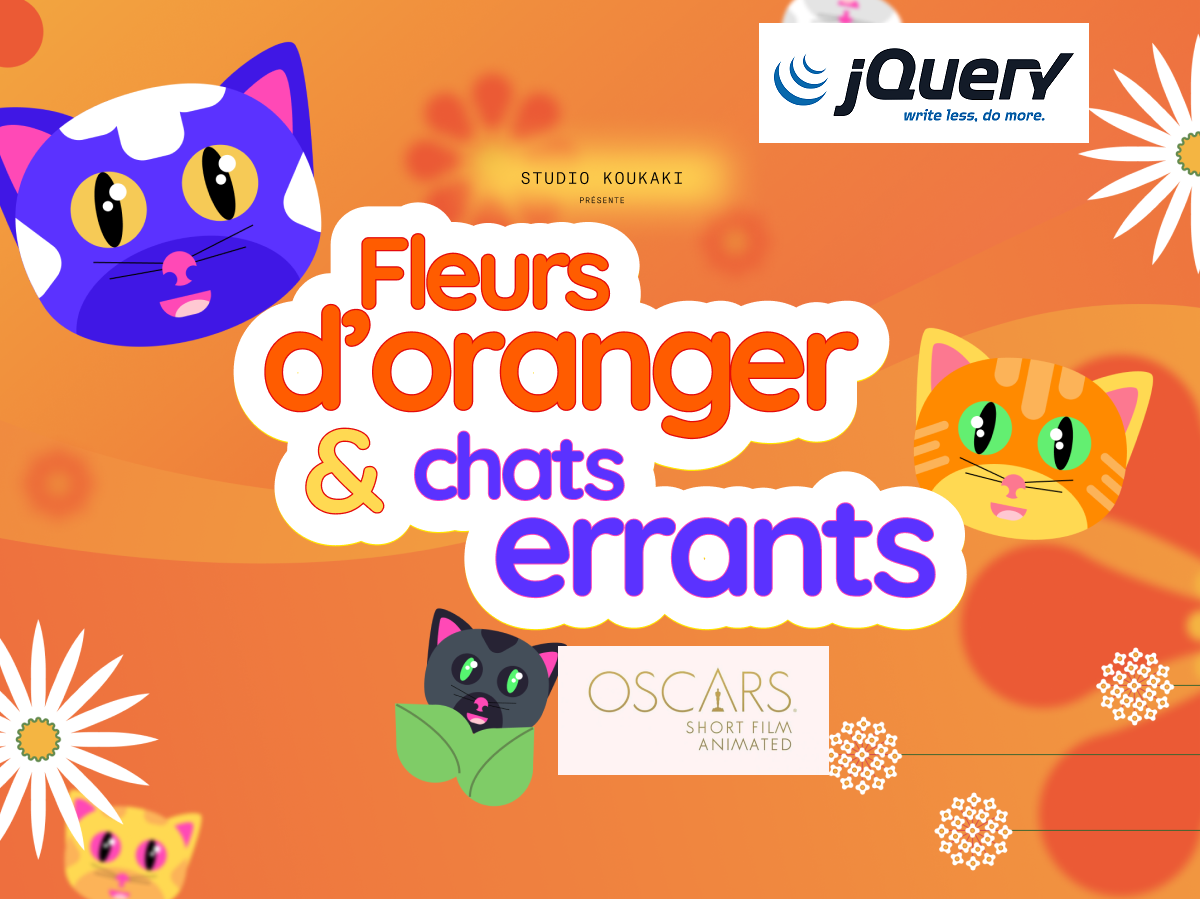 jQuery
write less, do more.
STUDIO KOUKAKI
PRÉSENTE
Fleurs
d’oranger
& chats
errants
OSCARS
SHORT FILM
ANIMATED